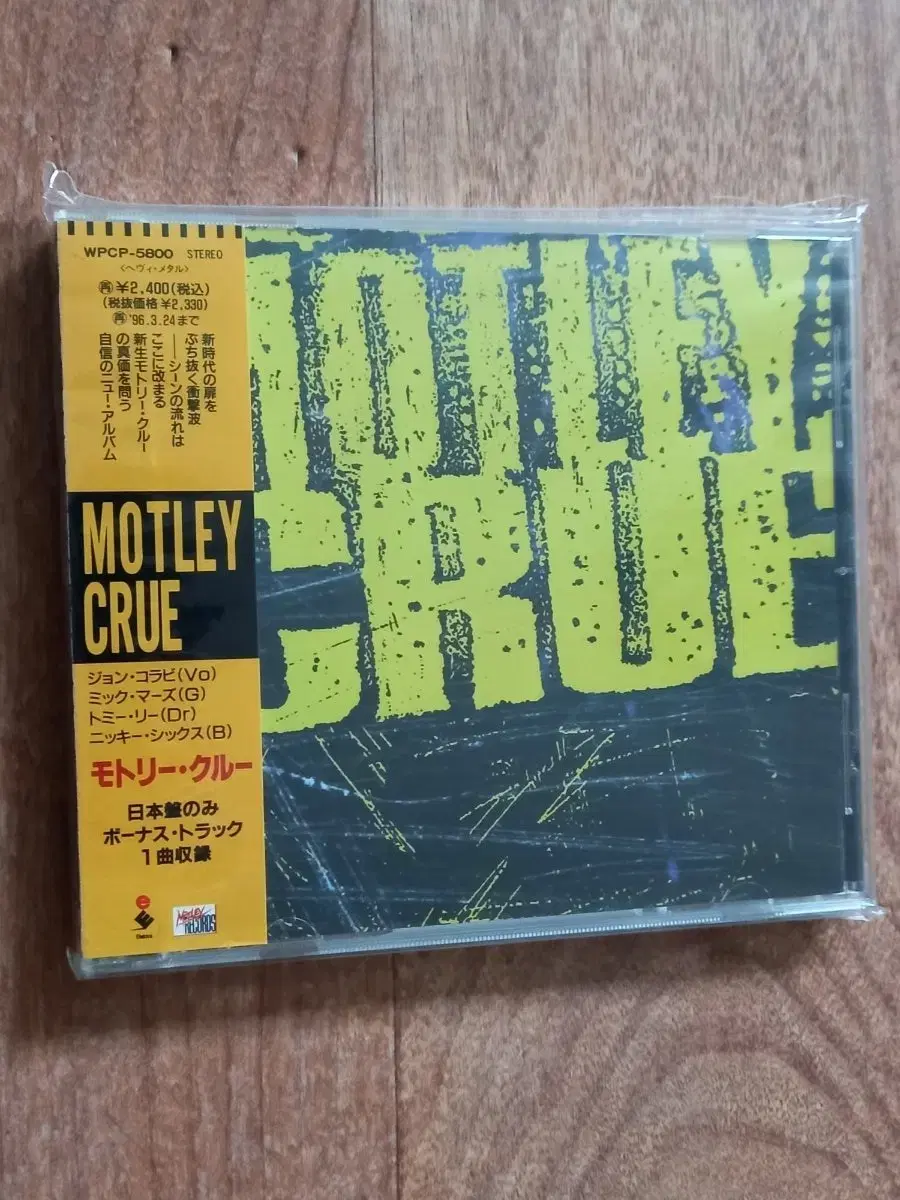 WPCP-5800 STEREO
〈ヘヴィ・メタル〉
再¥2,400(税込)
(税抜価格¥2,330)
再'96.3.24まで
新時代の扉を
ぶち抜く衝撃波
——シーンの流れは
ここに改まる
新生モトリー・クルー
の真価を問う
自信のニュー・アルバム
MOTLEY
CRUE
ジョン・コラビ(Vo)
ミック・マーズ(G)
トミー・リー(Dr)
ニッキー・シックス(B)
モトリー・クルー
日本盤のみ
ボーナス・トラック
1曲収録
Elektra
MOTLEY
RECORDS
MOTLEY
CRUE